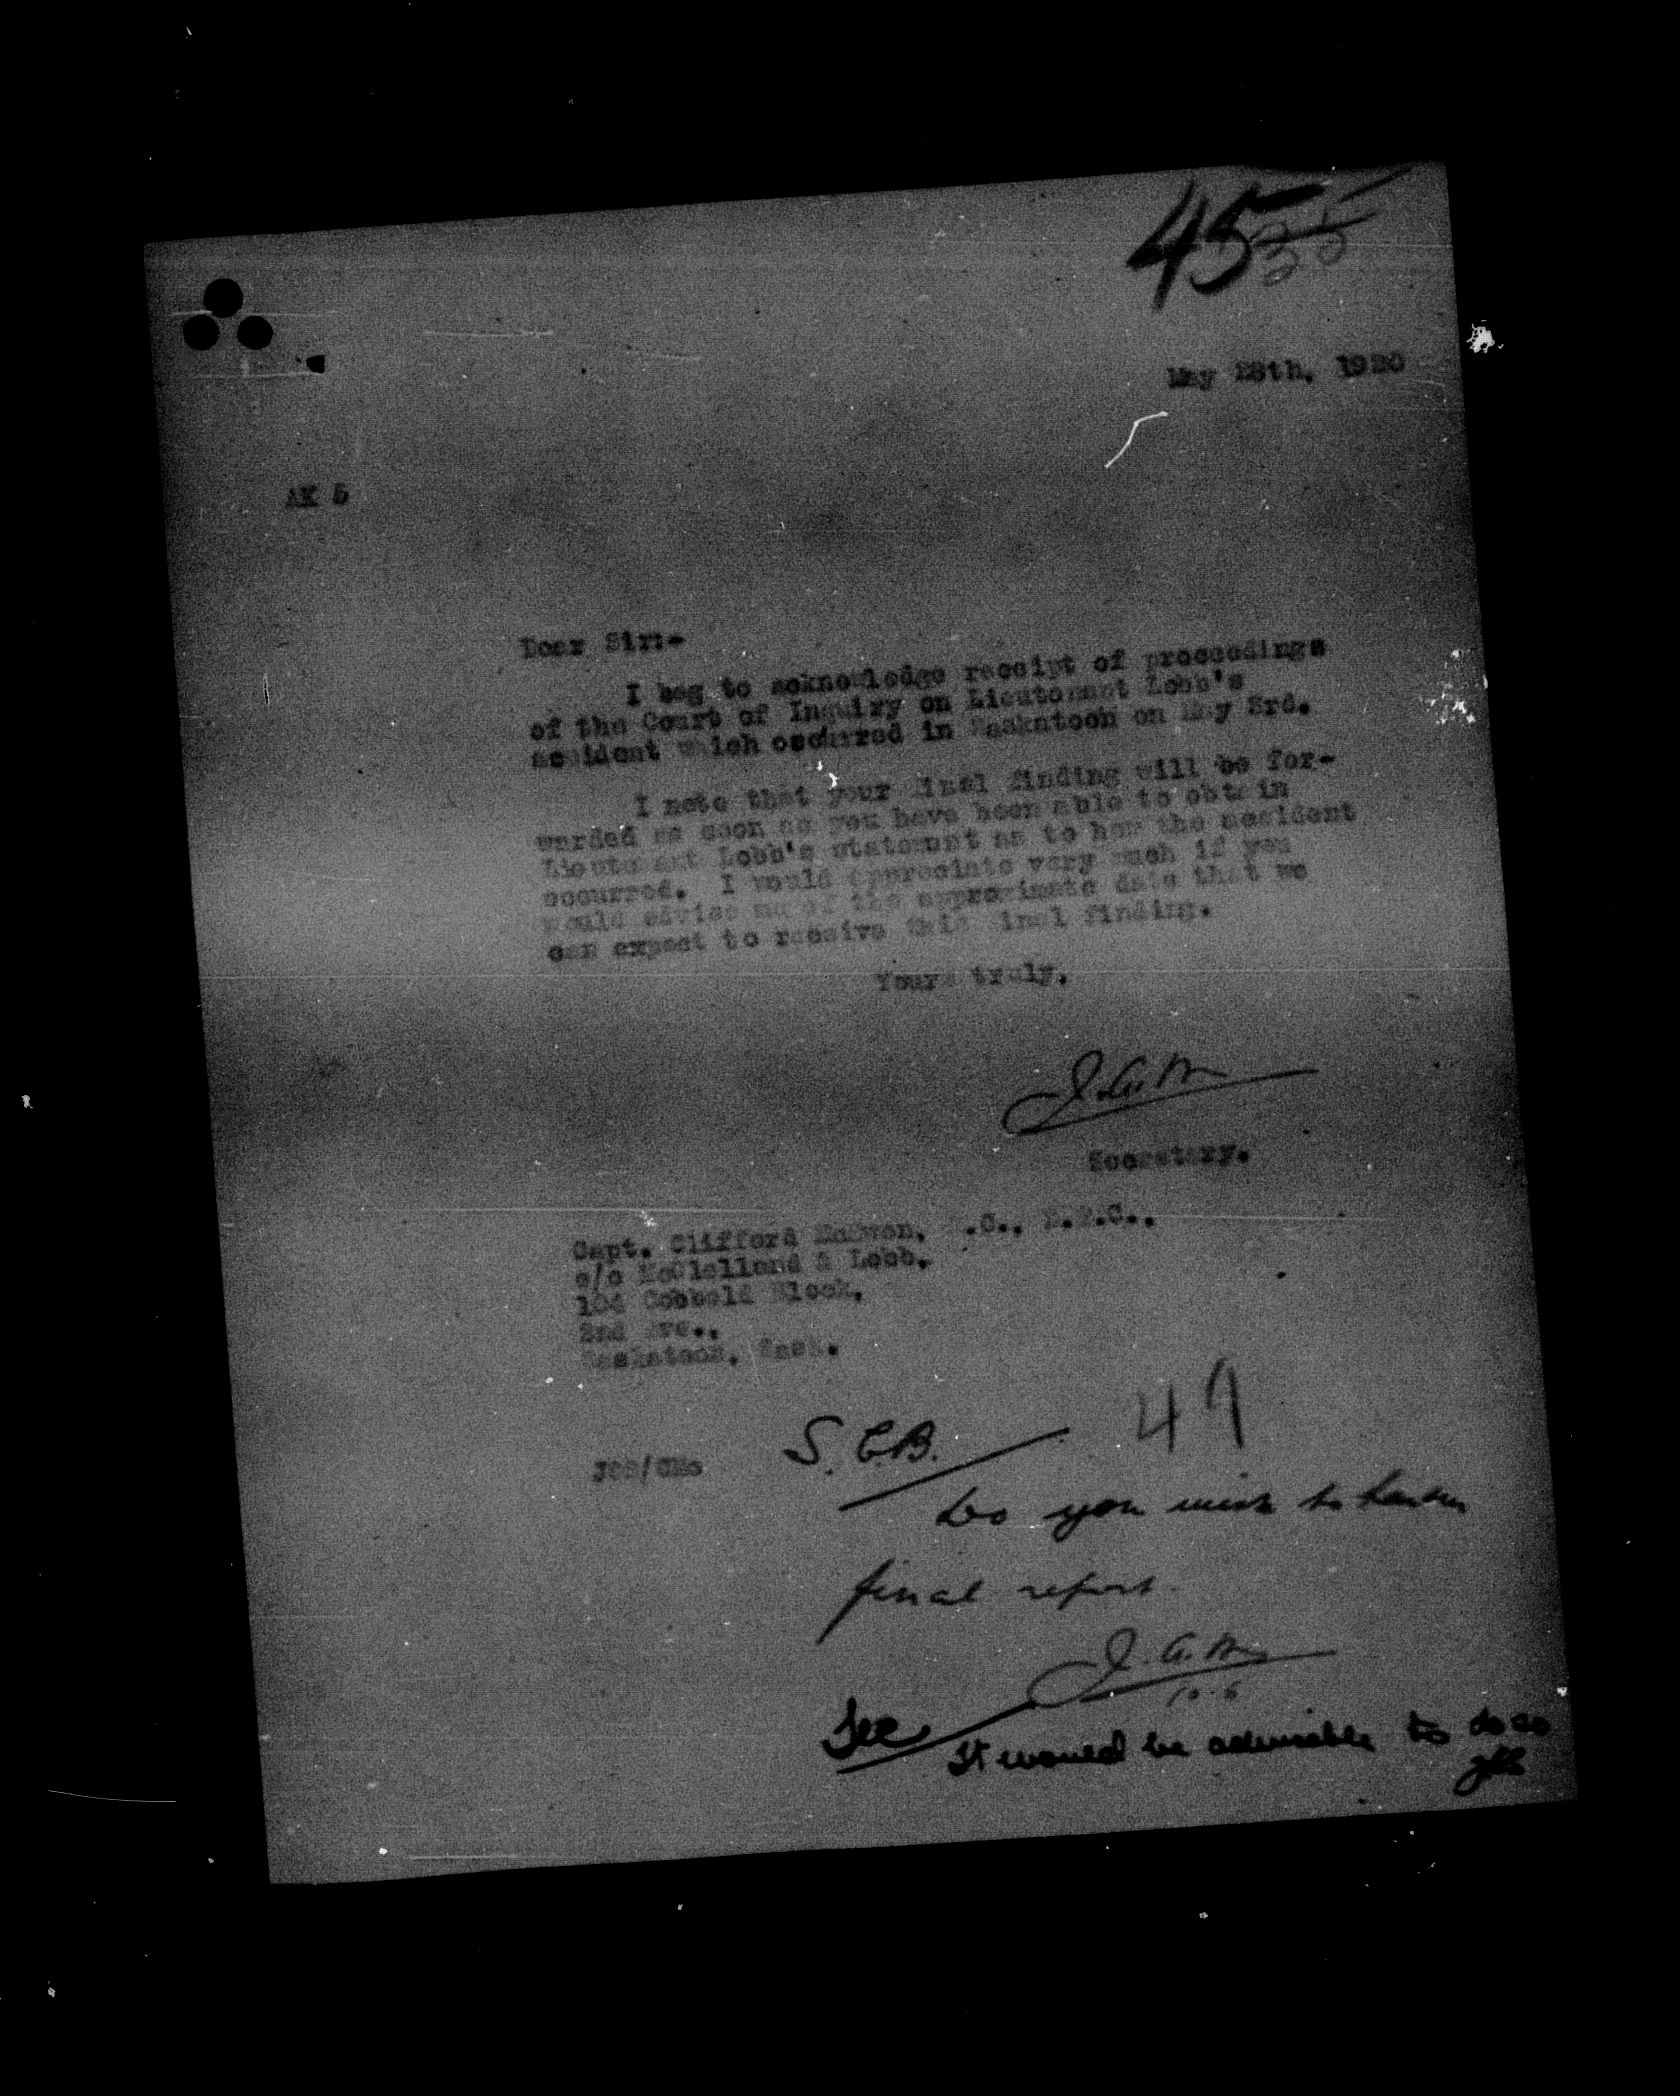 45
May 28th, 1920
AK 5
Dear Sir:-
I beg to acknowledge receipt of proceedings
of the Court of Inquiry on Lieutenant Lobb's
accident which occurred in Saskatoon on May 3rd.
I note that your final finding will be for-
warded as soon as you have been able to obtain
Lieutenant Lobb's statement as to how the accident
occurred. I would appreciate very much if you
would advise me of the approximate date that we
can expect to receive this final finding.
Yours truly,
Secretary.
Capt. Clifford McEwen, M.C., D.F.C.,
c/o McClelland & Lobb,
104 Cobbold Block,
2nd Ave.,
Saskatoon, Sask.
47
S.C.B.
Do you wish to have
final report.
10-6
Sec
It would be advisable to do so